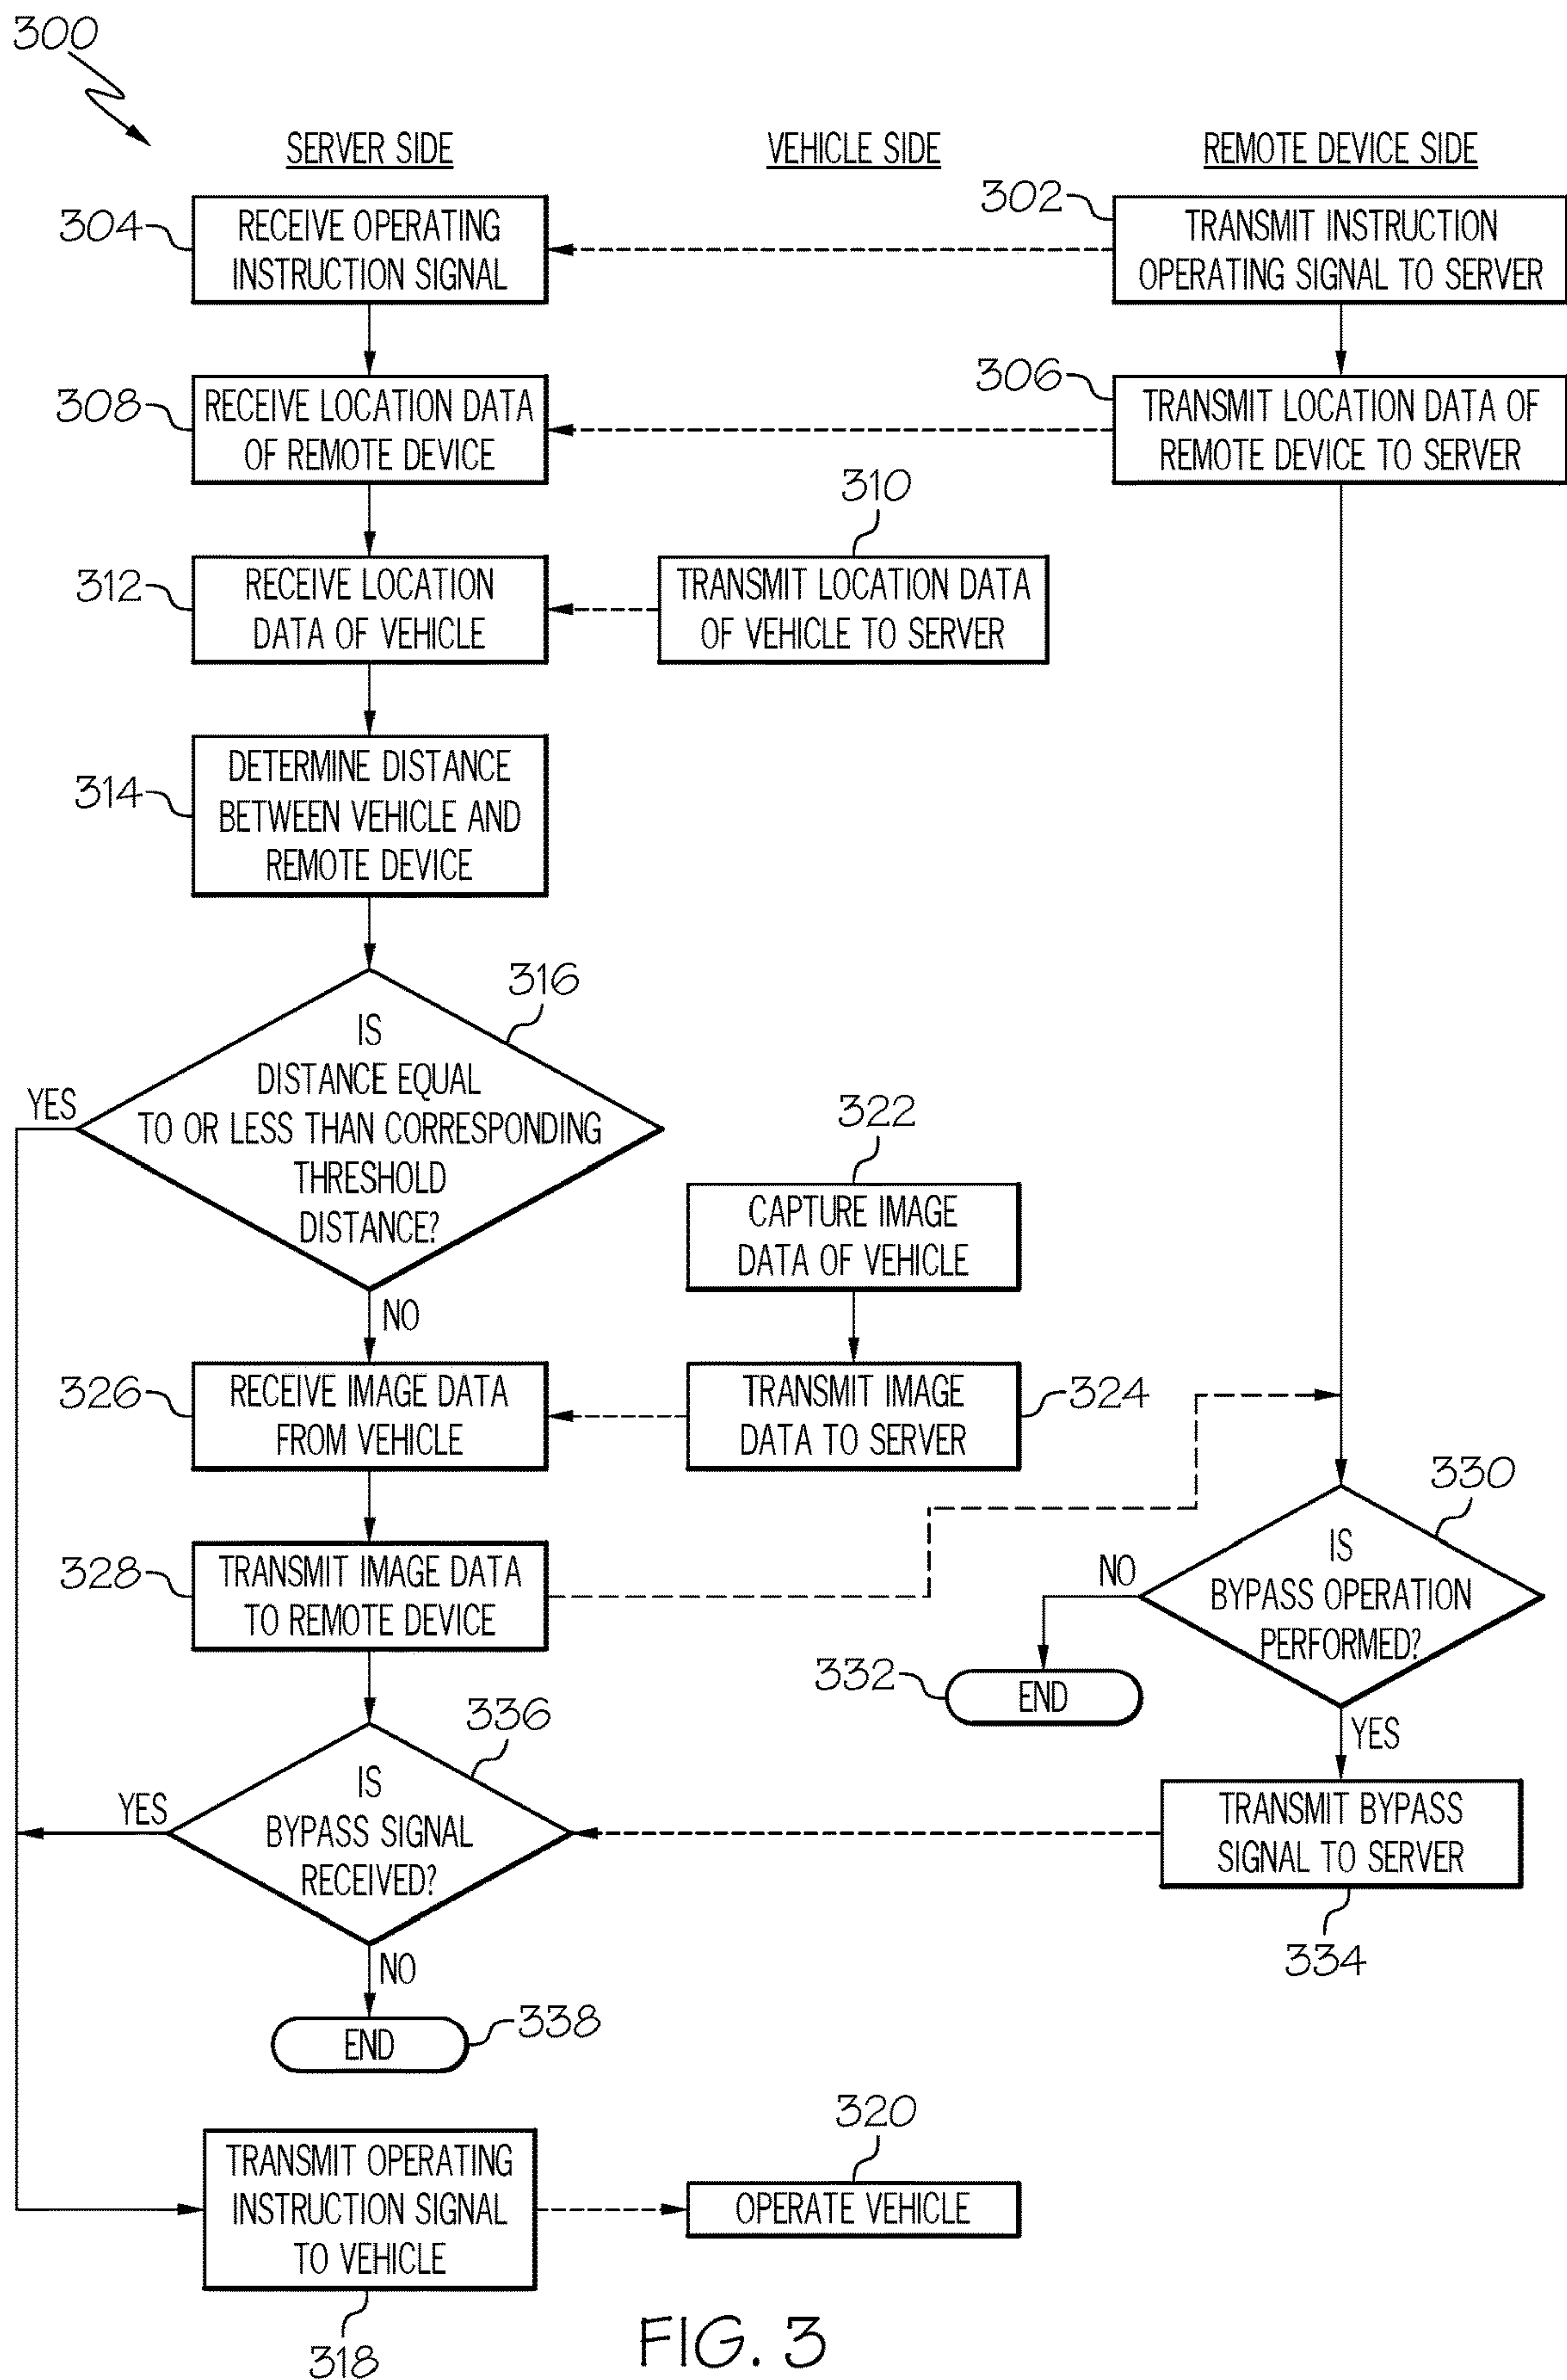 300
SERVER SIDE
VEHICLE SIDE
REMOTE DEVICE SIDE
304
RECEIVE OPERATING
INSTRUCTION SIGNAL
302
TRANSMIT INSTRUCTION
OPERATING SIGNAL TO SERVER
308
RECEIVE LOCATION DATA
OF REMOTE DEVICE
306
TRANSMIT LOCATION DATA OF
REMOTE DEVICE TO SERVER
312
RECEIVE LOCATION
DATA OF VEHICLE
310
TRANSMIT LOCATION DATA
OF VEHICLE TO SERVER
314
DETERMINE DISTANCE
BETWEEN VEHICLE AND
REMOTE DEVICE
316
IS
DISTANCE EQUAL
TO OR LESS THAN CORRESPONDING
THRESHOLD
DISTANCE?
YES
NO
322
CAPTURE IMAGE
DATA OF VEHICLE
326
RECEIVE IMAGE DATA
FROM VEHICLE
TRANSMIT IMAGE
DATA TO SERVER
324
328
TRANSMIT IMAGE DATA
TO REMOTE DEVICE
330
IS
BYPASS OPERATION
PERFORMED?
NO
332
END
YES
336
IS
BYPASS SIGNAL
RECEIVED?
YES
TRANSMIT BYPASS
SIGNAL TO SERVER
334
NO
END
338
TRANSMIT OPERATING
INSTRUCTION SIGNAL
TO VEHICLE
318
320
OPERATE VEHICLE
FIG. 3